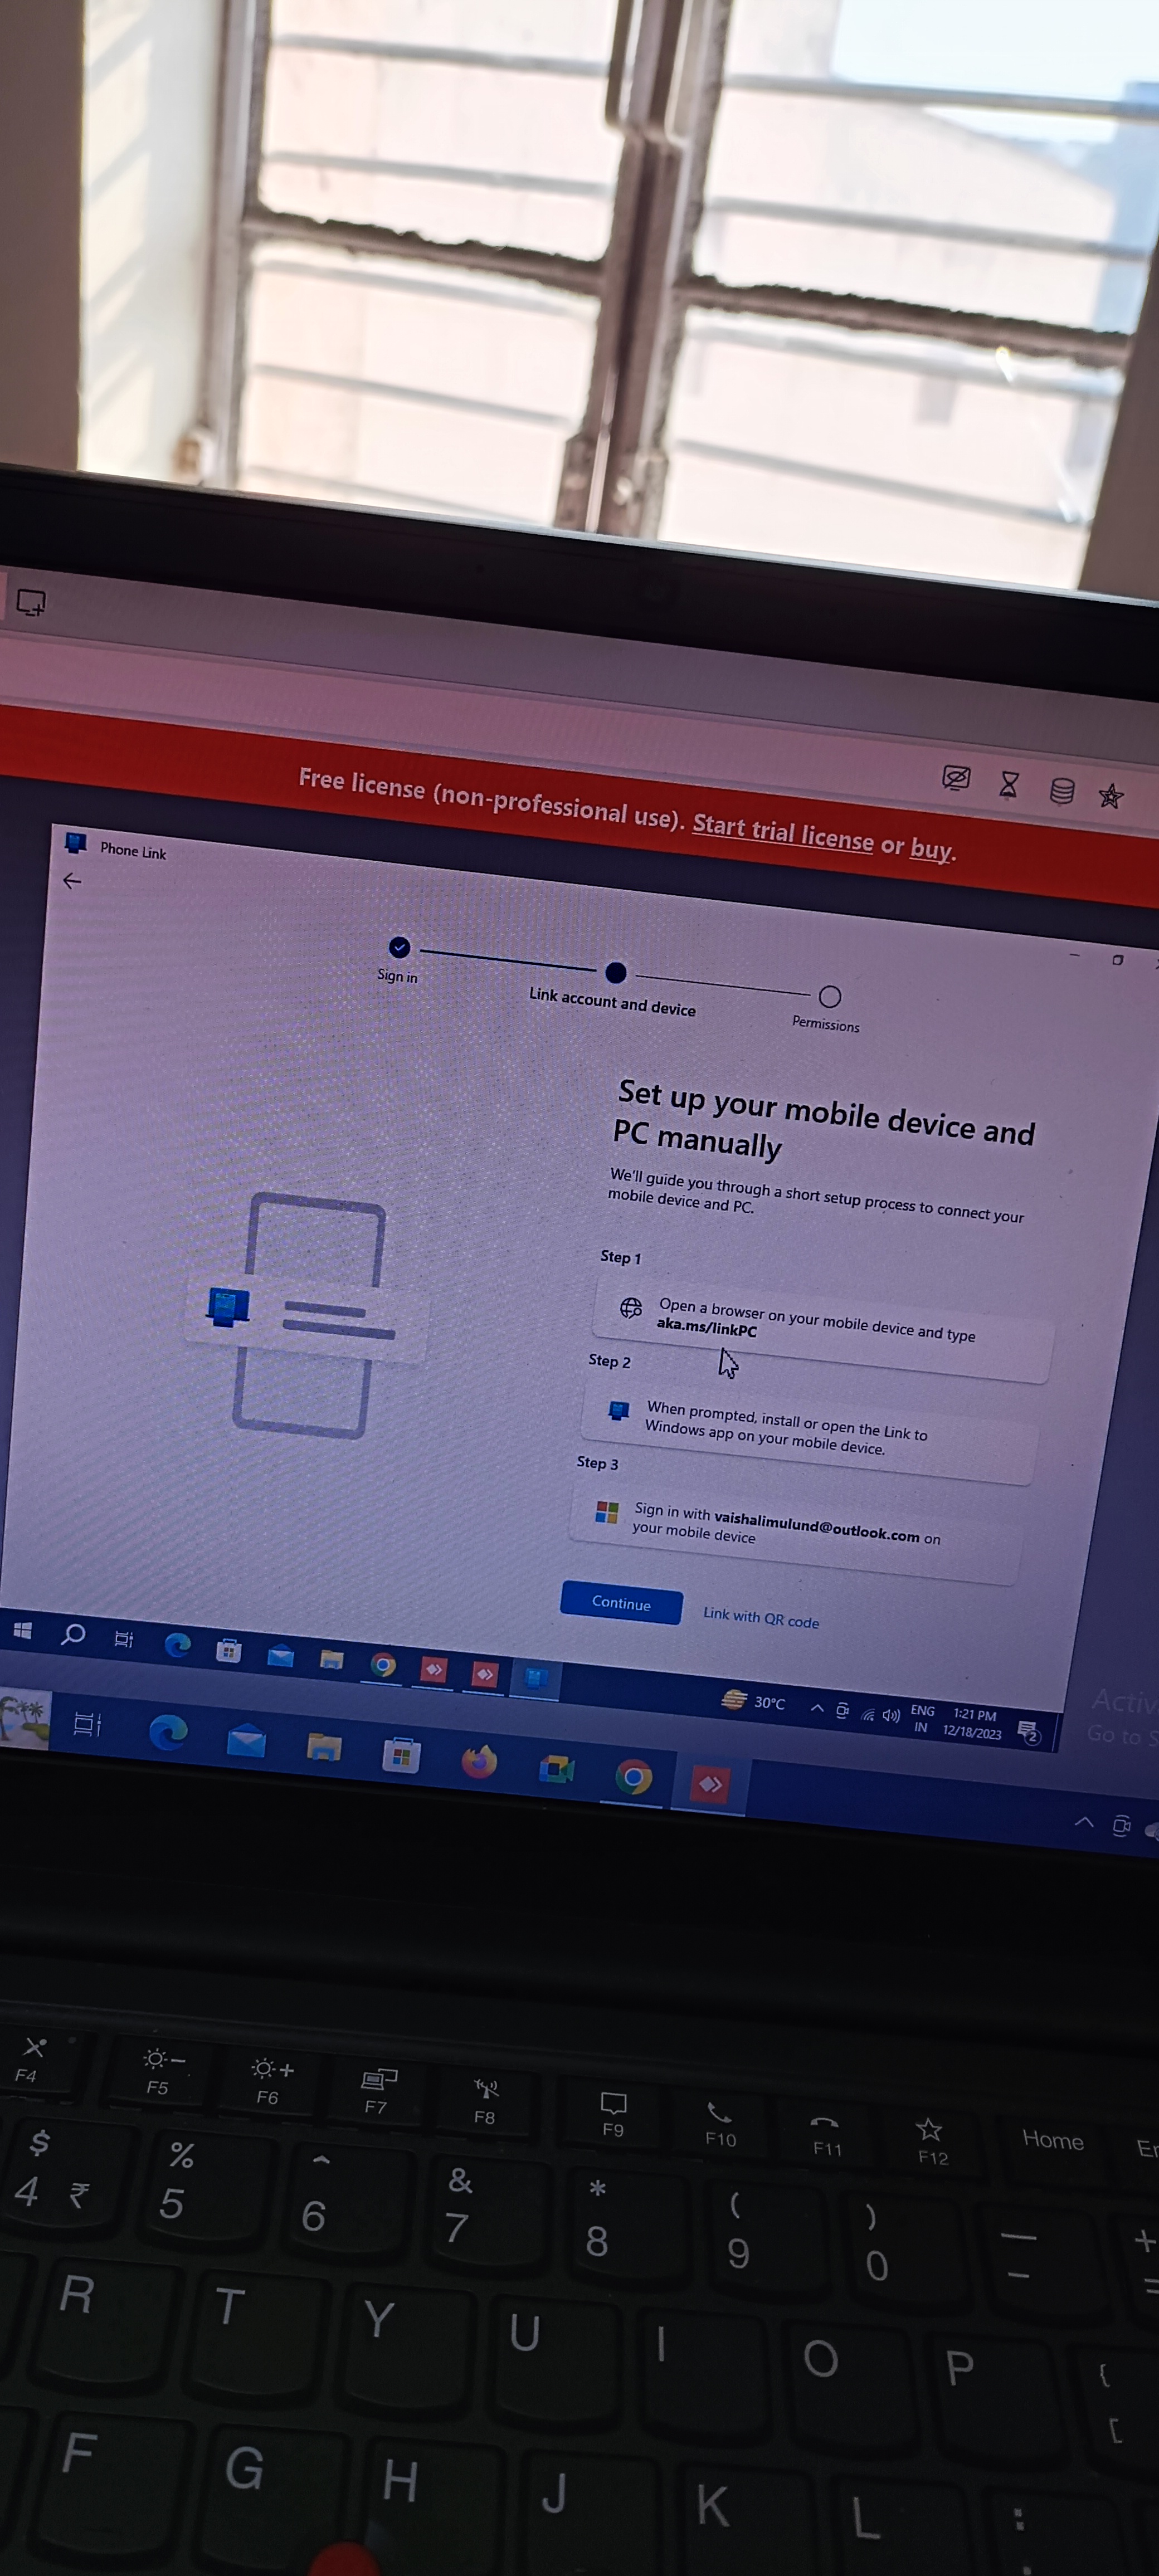 Free license (non-professional use). Start trial license or buy.
Phone Link
Sign in
Link account and device
Permissions
Set up your mobile device and
PC manually
We'll guide you through a short setup process to connect your
mobile device and PC.
Step 1
Open a browser on your mobile device and type
aka.ms/linkPC
Step 2
When prompted, install or open the Link to
Windows app on your mobile device.
Step 3
Sign in with vaishalimulund@outlook.com on
your mobile device
Continue
Link with QR code
30°C
ENG
IN
1:21 PM
12/18/2023
2
Go to
F4
F5
F6
F7
F8
F9
F10
F11
F12
Home
$
4 ₹
%
5
^
6
&
7
*
8
(
9
)
0
—
-
+
=
R
T
Y
U
I
O
P
{
[
F
G
H
J
K
L
: